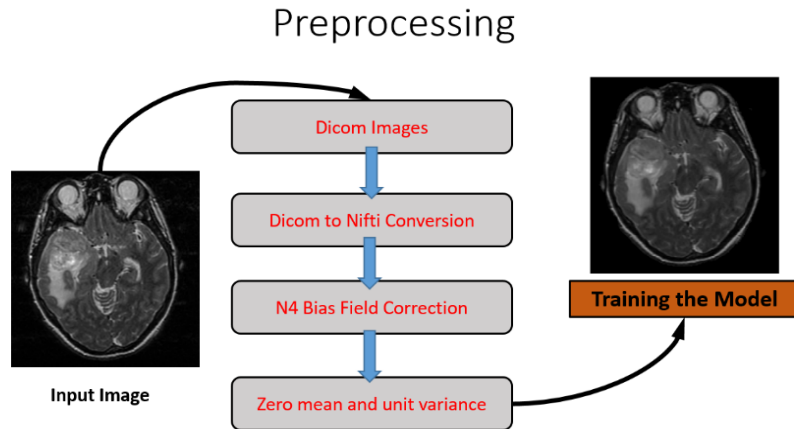 Preprocessing
Dicom Images
Dicom to Nifti Conversion
N4 Bias Field Correction
Zero mean and unit variance
Input Image
Training the Model